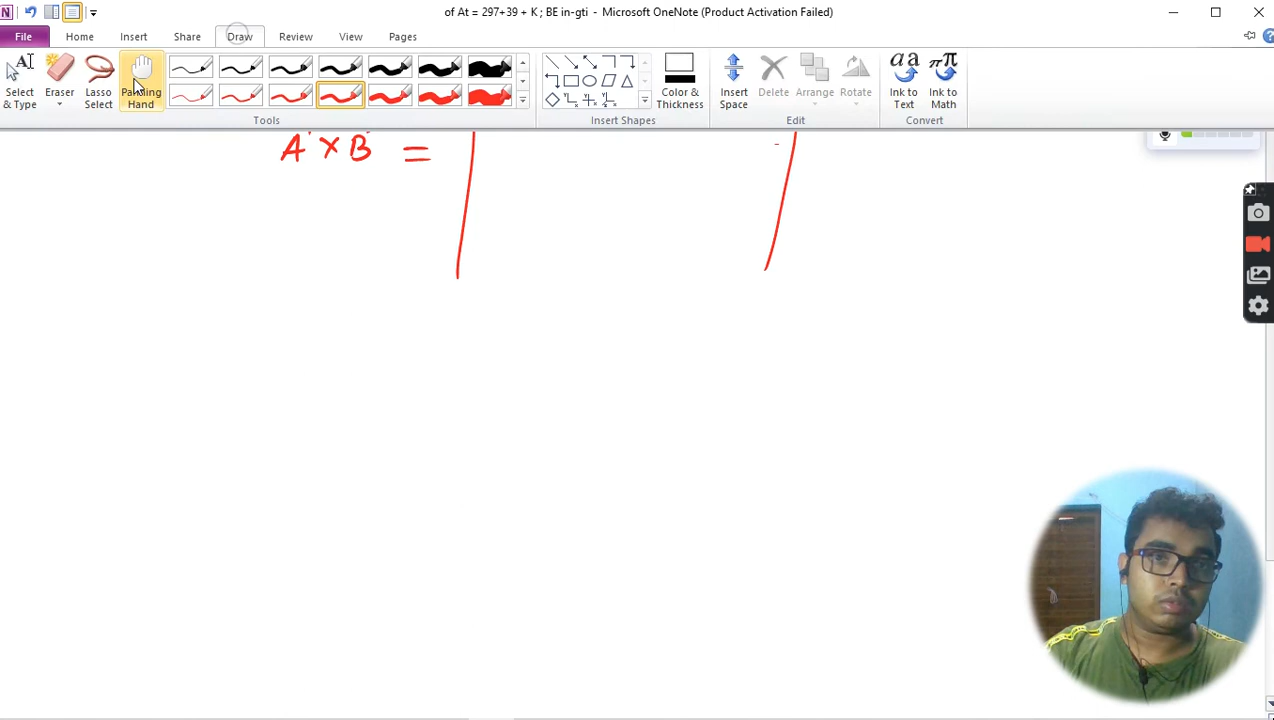 of At = 297+39 + K ; BE in-gti - Microsoft OneNote (Product Activation Failed)
File Home Insert Share Draw Review View Pages
Select & Type
Eraser
Lasso Select
Panning Hand
Color & Thickness
Insert Space
Delete
Arrange
Rotate
Ink to Text
Ink to Math
Tools
Insert Shapes
Edit
Convert
A × B =